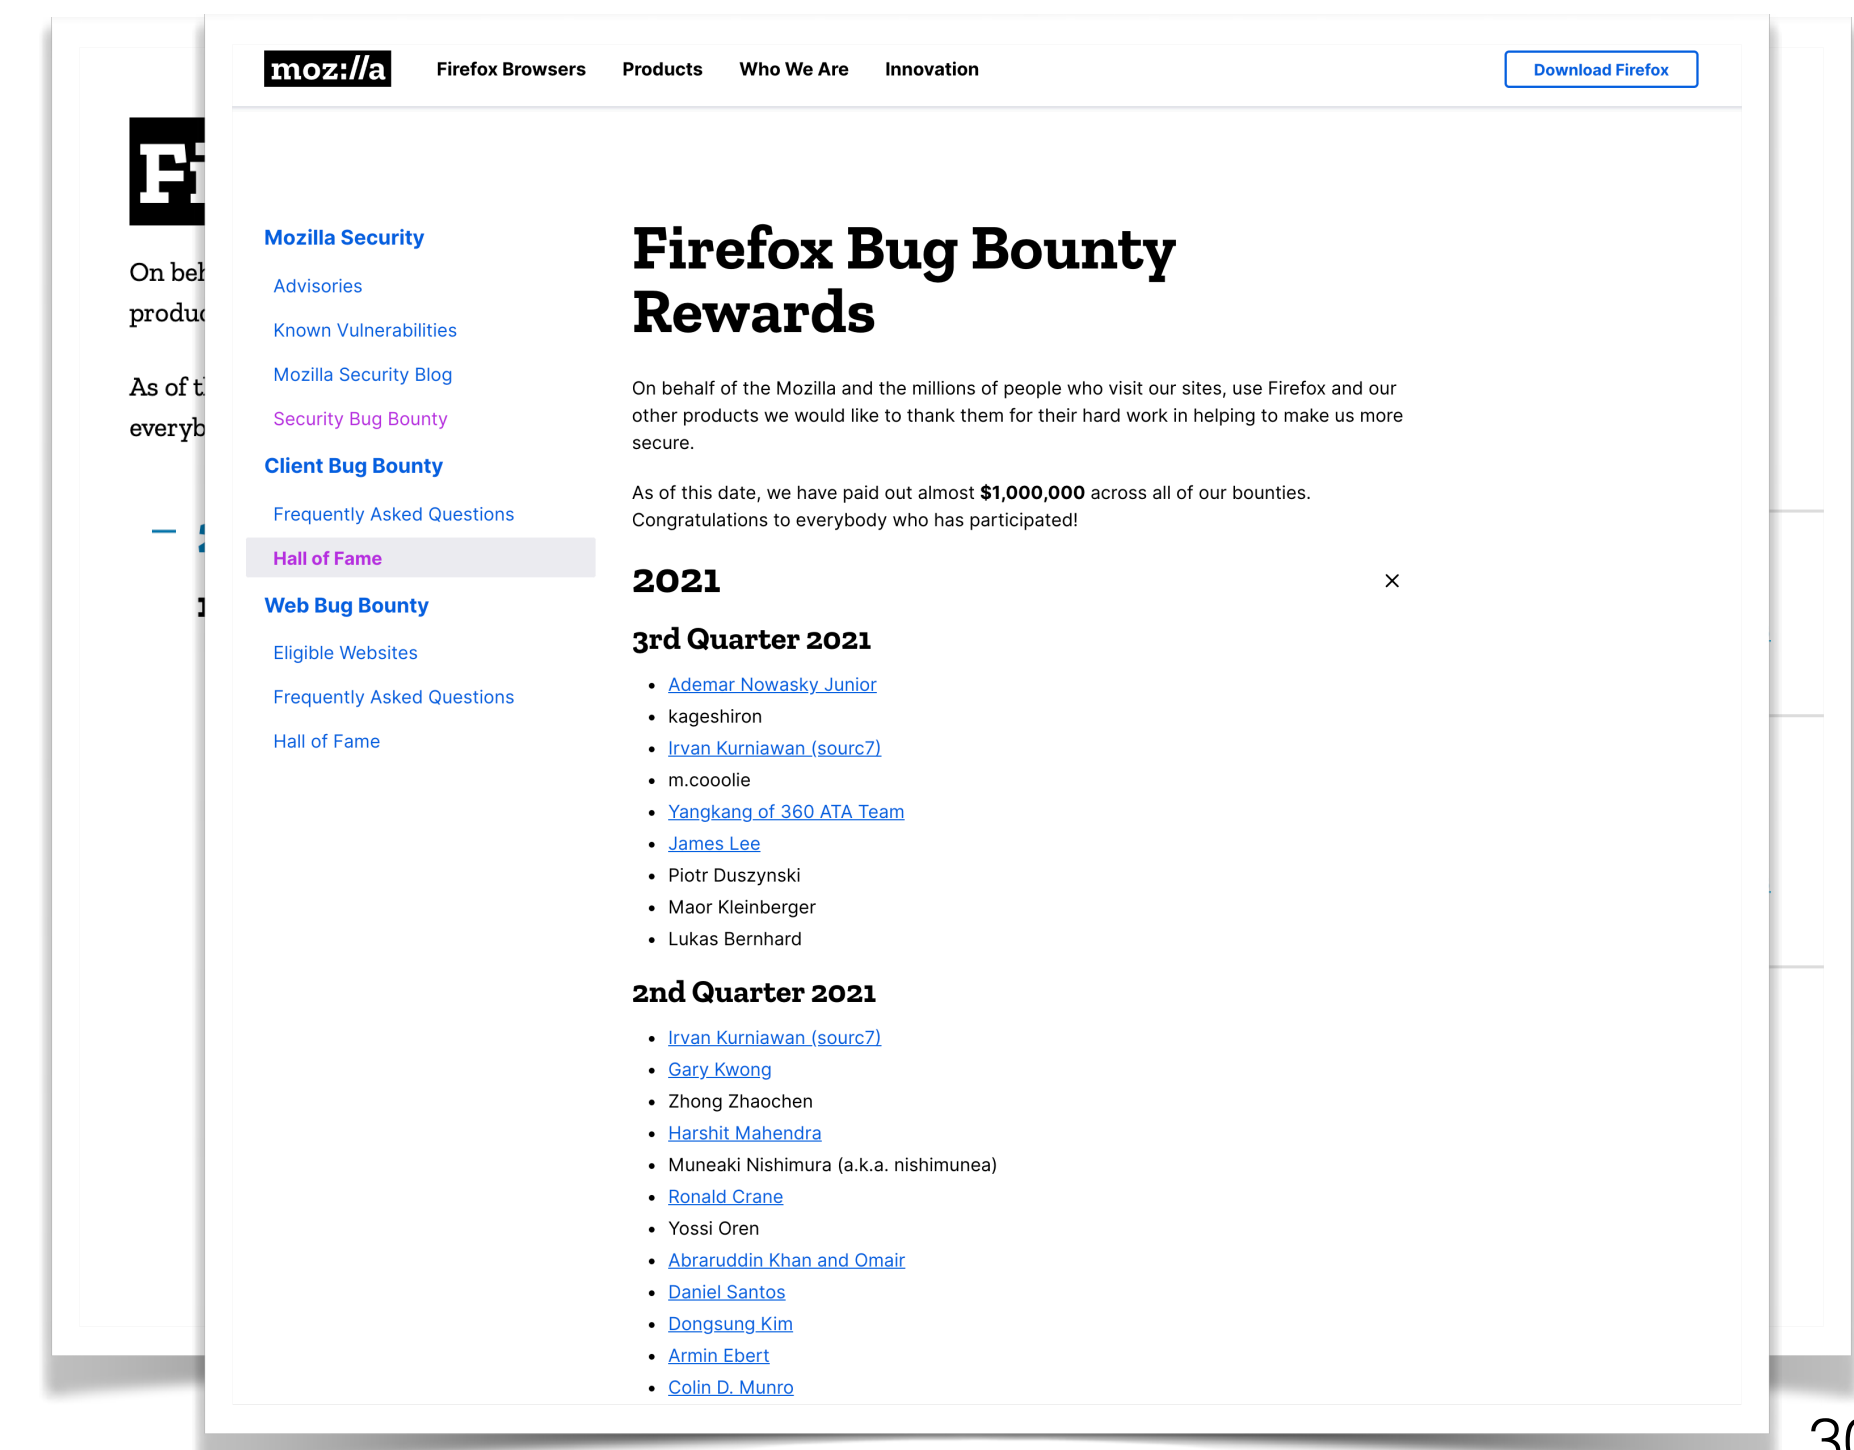 moz://a Firefox Browsers Products Who We Are Innovation Download Firefox
Mozilla Security
Advisories
Known Vulnerabilities
Mozilla Security Blog
Security Bug Bounty
Client Bug Bounty
Frequently Asked Questions
Hall of Fame
Web Bug Bounty
Eligible Websites
Frequently Asked Questions
Hall of Fame
Firefox Bug Bounty
Rewards
On behalf of the Mozilla and the millions of people who visit our sites, use Firefox and our
other products we would like to thank them for their hard work in helping to make us more
secure.
As of this date, we have paid out almost $1,000,000 across all of our bounties.
Congratulations to everybody who has participated!
2021
3rd Quarter 2021
Ademar Nowasky Junior
kageshiron
Irvan Kurniawan (sourc7)
m.cooolie
Yangkang of 360 ATA Team
James Lee
Piotr Duszynski
Maor Kleinberger
Lukas Bernhard
2nd Quarter 2021
Irvan Kurniawan (sourc7)
Gary Kwong
Zhong Zhaochen
Harshit Mahendra
Muneaki Nishimura (a.k.a. nishimunea)
Ronald Crane
Yossi Oren
Abraruddin Khan and Omair
Daniel Santos
Dongsung Kim
Armin Ebert
Colin D. Munro
Fi
On beh
produc
As of t
everyb